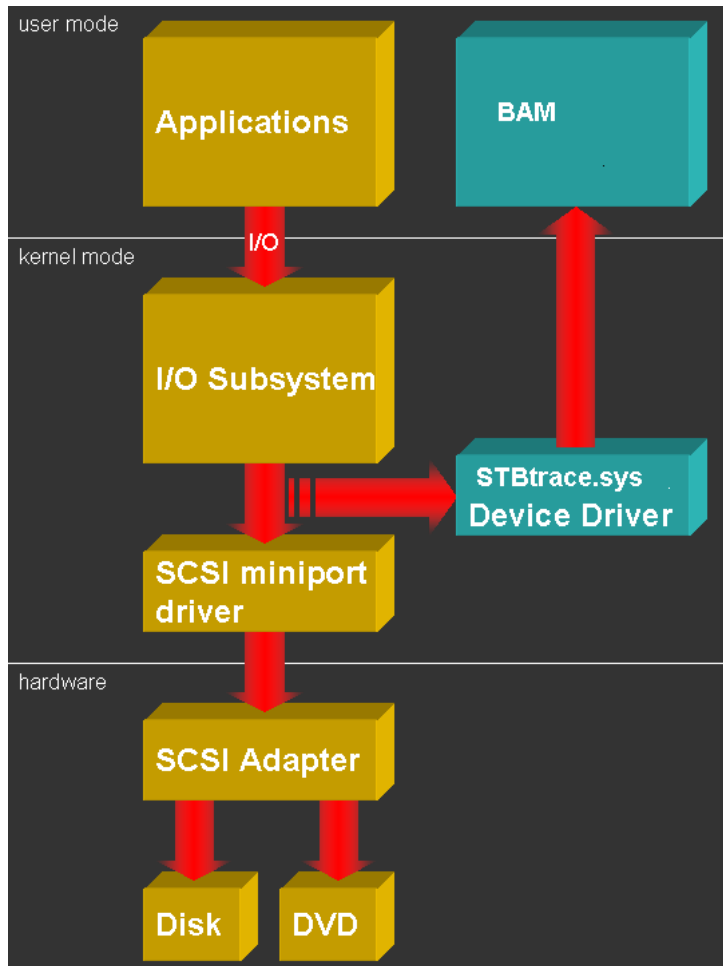 user mode
Applications
BAM
I/O
kernel mode
I/O Subsystem
STBtrace.sys
Device Driver
SCSI miniport
driver
hardware
SCSI Adapter
Disk
DVD